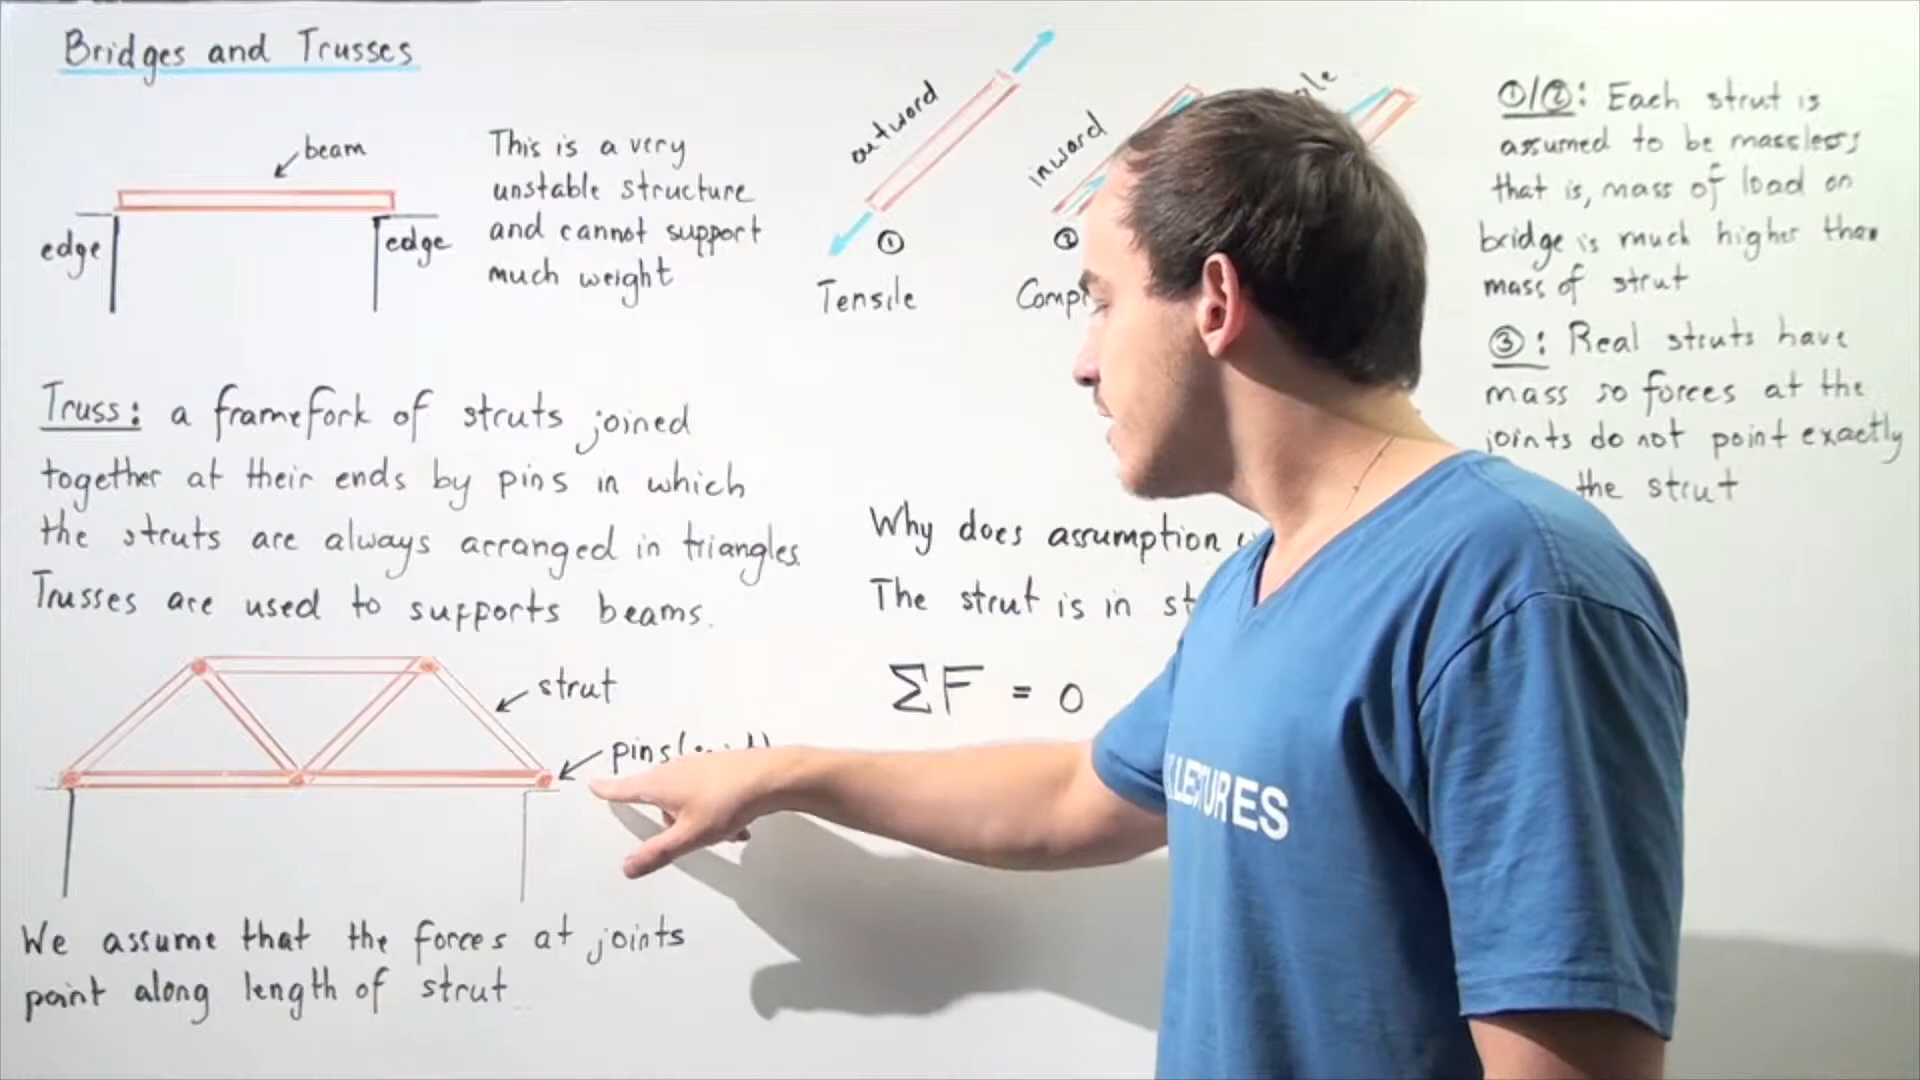 Bridges and Trusses
beam
edge
edge
This is a very
unstable structure
and cannot support
much weight
outward
①
Tensile
inward
②
①/②: Each strut is
assumed to be massless
that is, mass of load on
bridge is much higher than
mass of strut
③: Real struts have
mass so forces at the
joints do not point exactly
the strut
Truss: a framefork of struts joined
together at their ends by pins in which
the struts are always arranged in triangles.
Trusses are used to supports beams.
strut
pins
Why does assumption
The strut is in
ΣF = 0
We assume that the forces at joints
point along length of strut
LECTURES